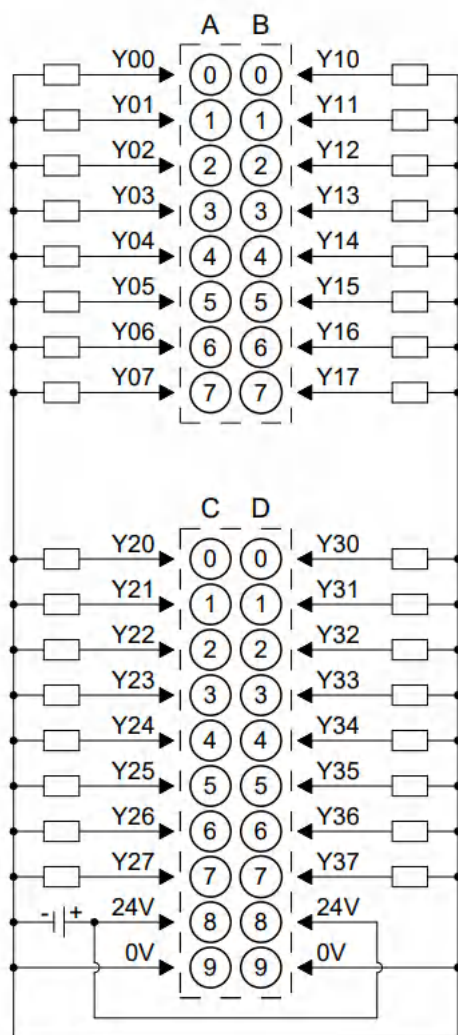 A B
Y00 0 0 Y10
Y01 1 1 Y11
Y02 2 2 Y12
Y03 3 3 Y13
Y04 4 4 Y14
Y05 5 5 Y15
Y06 6 6 Y16
Y07 7 7 Y17
C D
Y20 0 0 Y30
Y21 1 1 Y31
Y22 2 2 Y32
Y23 3 3 Y33
Y24 4 4 Y34
Y25 5 5 Y35
Y26 6 6 Y36
Y27 7 7 Y37
- + 24V 8 8 24V
0V 9 9 0V